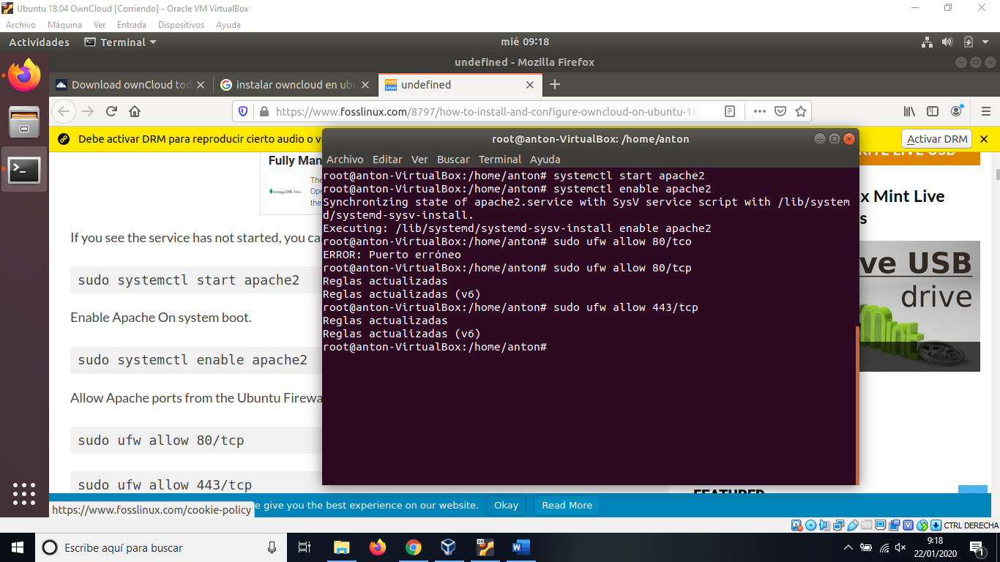 Ubuntu 18.04 OwnCloud [Corriendo] - Oracle VM VirtualBox
Archivo Máquina Ver Entrada Dispositivos Ayuda
Actividades Terminal mié 09:18
undefined - Mozilla Firefox
Download ownCloud tod instalar owncloud en ubu undefined
https://www.fosslinux.com/8797/how-to-install-and-configure-owncloud-on-ubuntu-18
Debe activar DRM para reproducir cierto audio o v
Activar DRM
root@anton-VirtualBox: /home/anton
Archivo Editar Ver Buscar Terminal Ayuda
root@anton-VirtualBox:/home/anton# systemctl start apache2
root@anton-VirtualBox:/home/anton# systemctl enable apache2
Synchronizing state of apache2.service with SysV service script with /lib/system
d/systemd-sysv-install.
Executing: /lib/systemd/systemd-sysv-install enable apache2
root@anton-VirtualBox:/home/anton# sudo ufw allow 80/tco
ERROR: Puerto erróneo
root@anton-VirtualBox:/home/anton# sudo ufw allow 80/tcp
Reglas actualizadas
Reglas actualizadas (v6)
root@anton-VirtualBox:/home/anton# sudo ufw allow 443/tcp
Reglas actualizadas
Reglas actualizadas (v6)
root@anton-VirtualBox:/home/anton#
Fully Man
mongoDB. Atlas
The
Ope
the
If you see the service has not started, you ca
sudo systemctl start apache2
Enable Apache On system boot.
sudo systemctl enable apache2
Allow Apache ports from the Ubuntu Firewa
sudo ufw allow 80/tcp
sudo ufw allow 443/tcp
RITE LIVE USB
x Mint Live
s
ve USB
drive
FEATURED
https://www.fosslinux.com/cookie-policy
e give you the best experience on our website. Okay Read More
CTRL DERECHA
Escribe aquí para buscar
9:18
22/01/2020
1